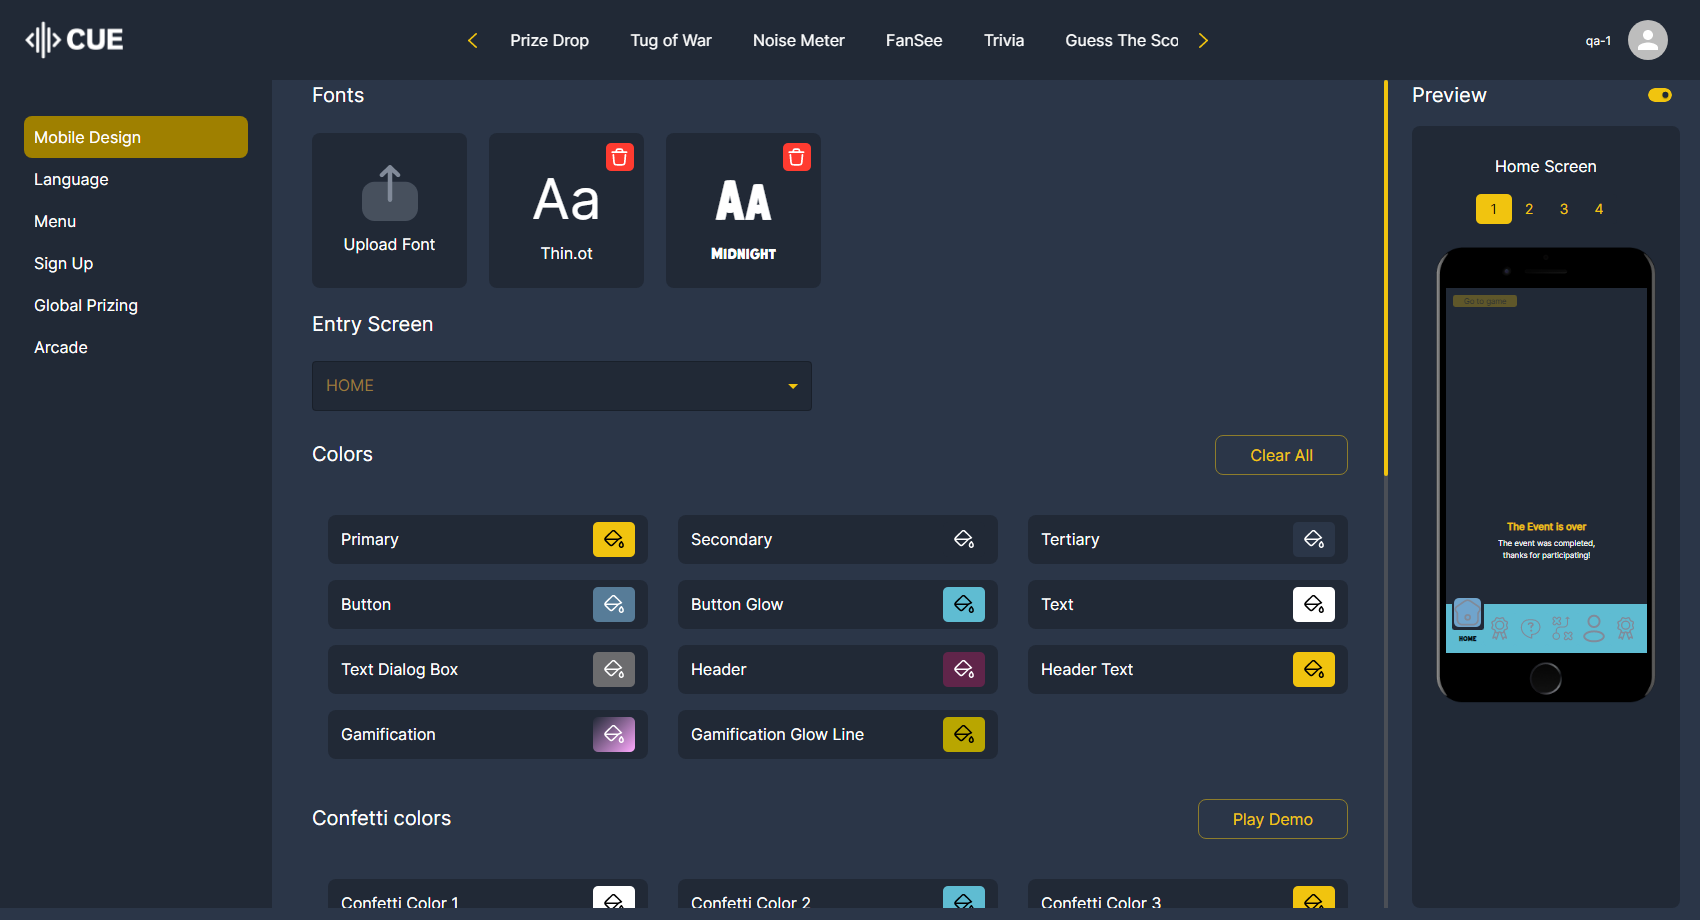 CUE
Prize Drop
Tug of War
Noise Meter
FanSee
Trivia
Guess The Sco
qa-1
Mobile Design
Language
Menu
Sign Up
Global Prizing
Arcade
Fonts
Upload Font
Aa
Thin.ot
AA
MIDNIGHT
Entry Screen
HOME
Colors
Clear All
Primary
Secondary
Tertiary
Button
Button Glow
Text
Text Dialog Box
Header
Header Text
Gamification
Gamification Glow Line
Confetti colors
Play Demo
Confetti Color 1
Confetti Color 2
Confetti Color 3
Preview
Home Screen
1 2 3 4
Go to game
The Event is over
The event was completed,
thanks for participating!
HOME